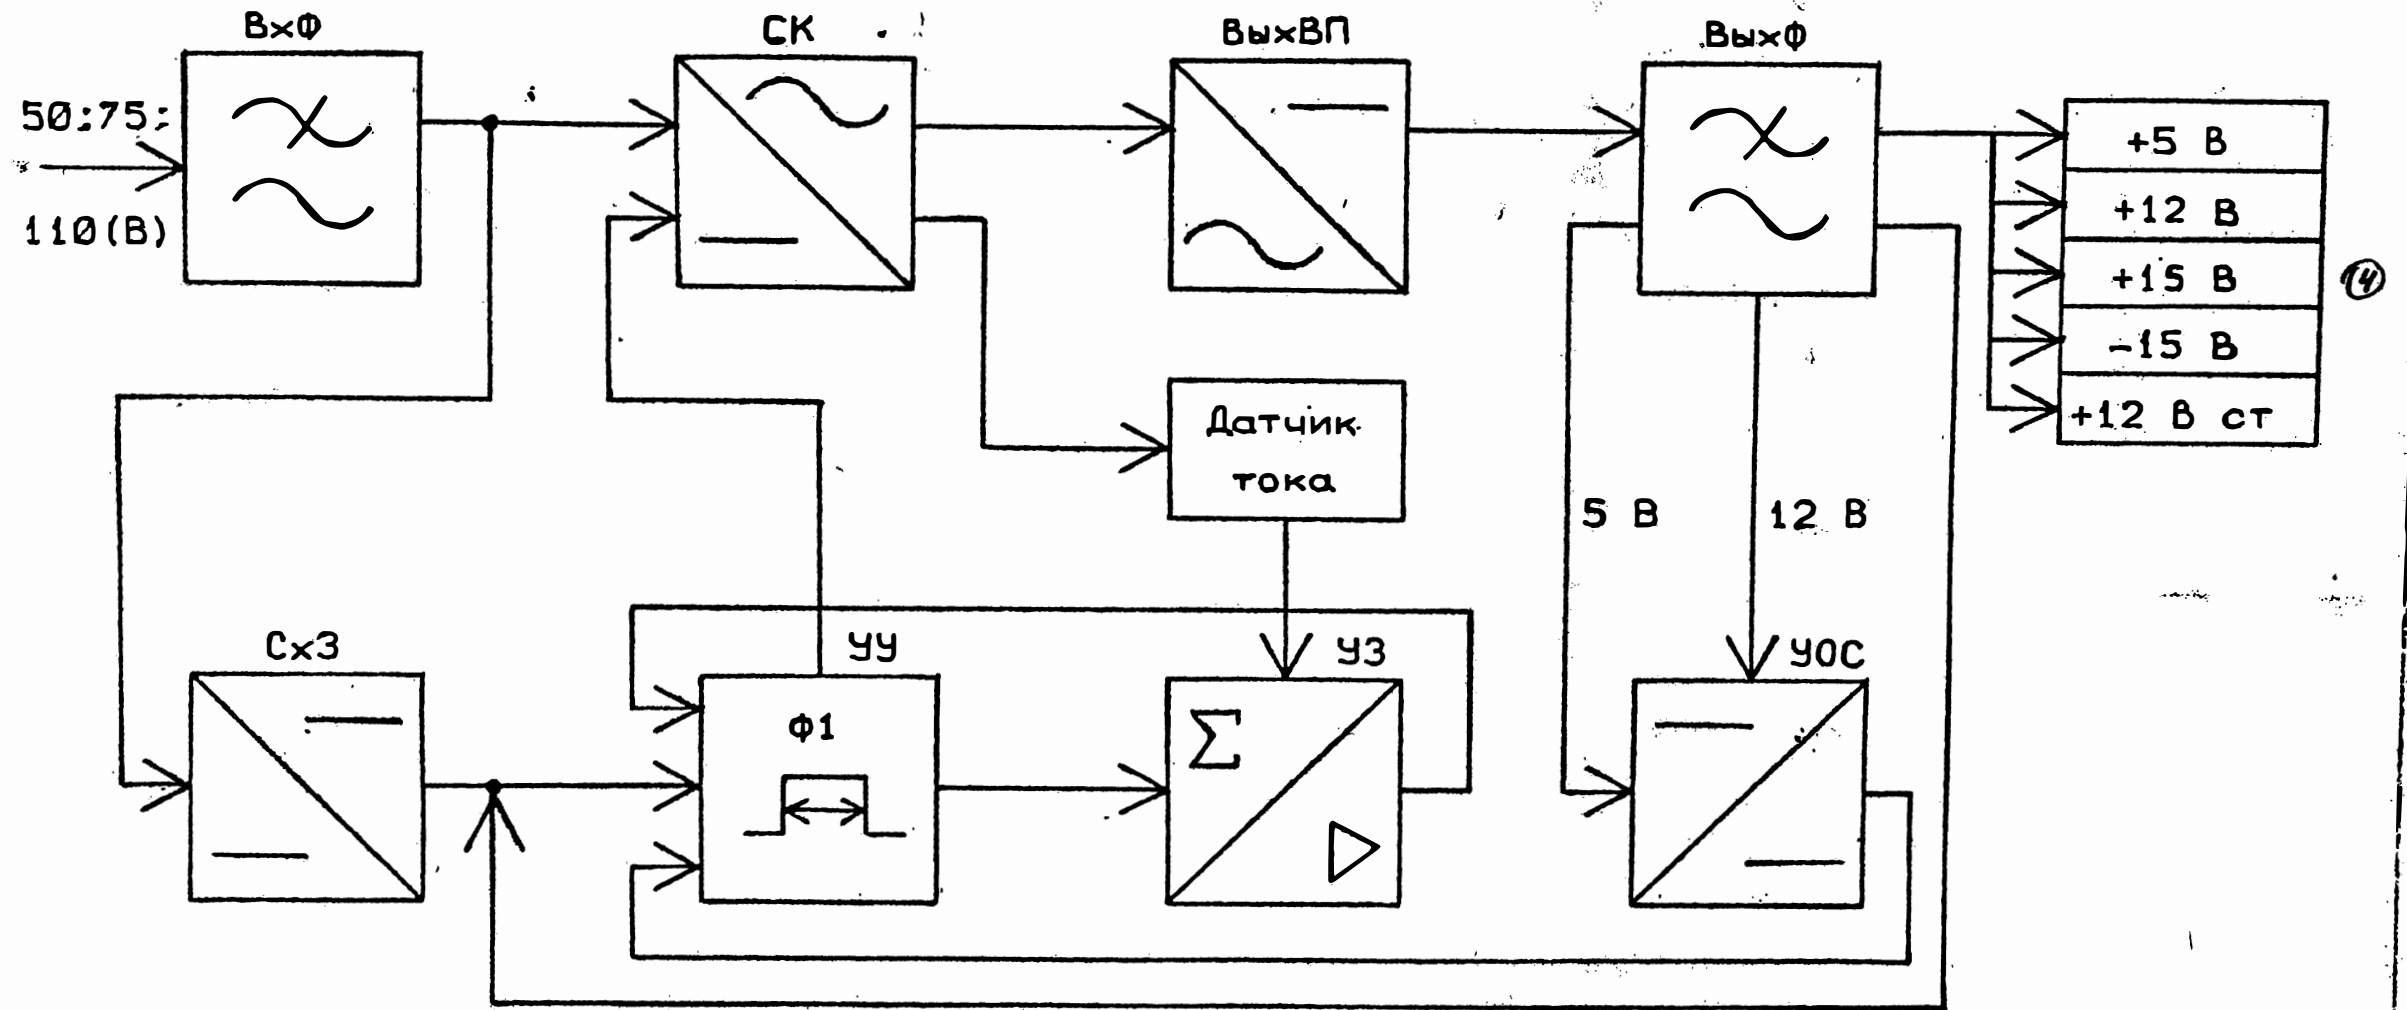 ВхФ
СК
ВыхВП
ВыхФ
50;75;
110(В)
+5 В
+12 В
+15 В
-15 В
+12 В ст
4
Датчик
тока
5 В
12 В
СхЗ
УУ
УЗ
УОС
Ф1
Σ